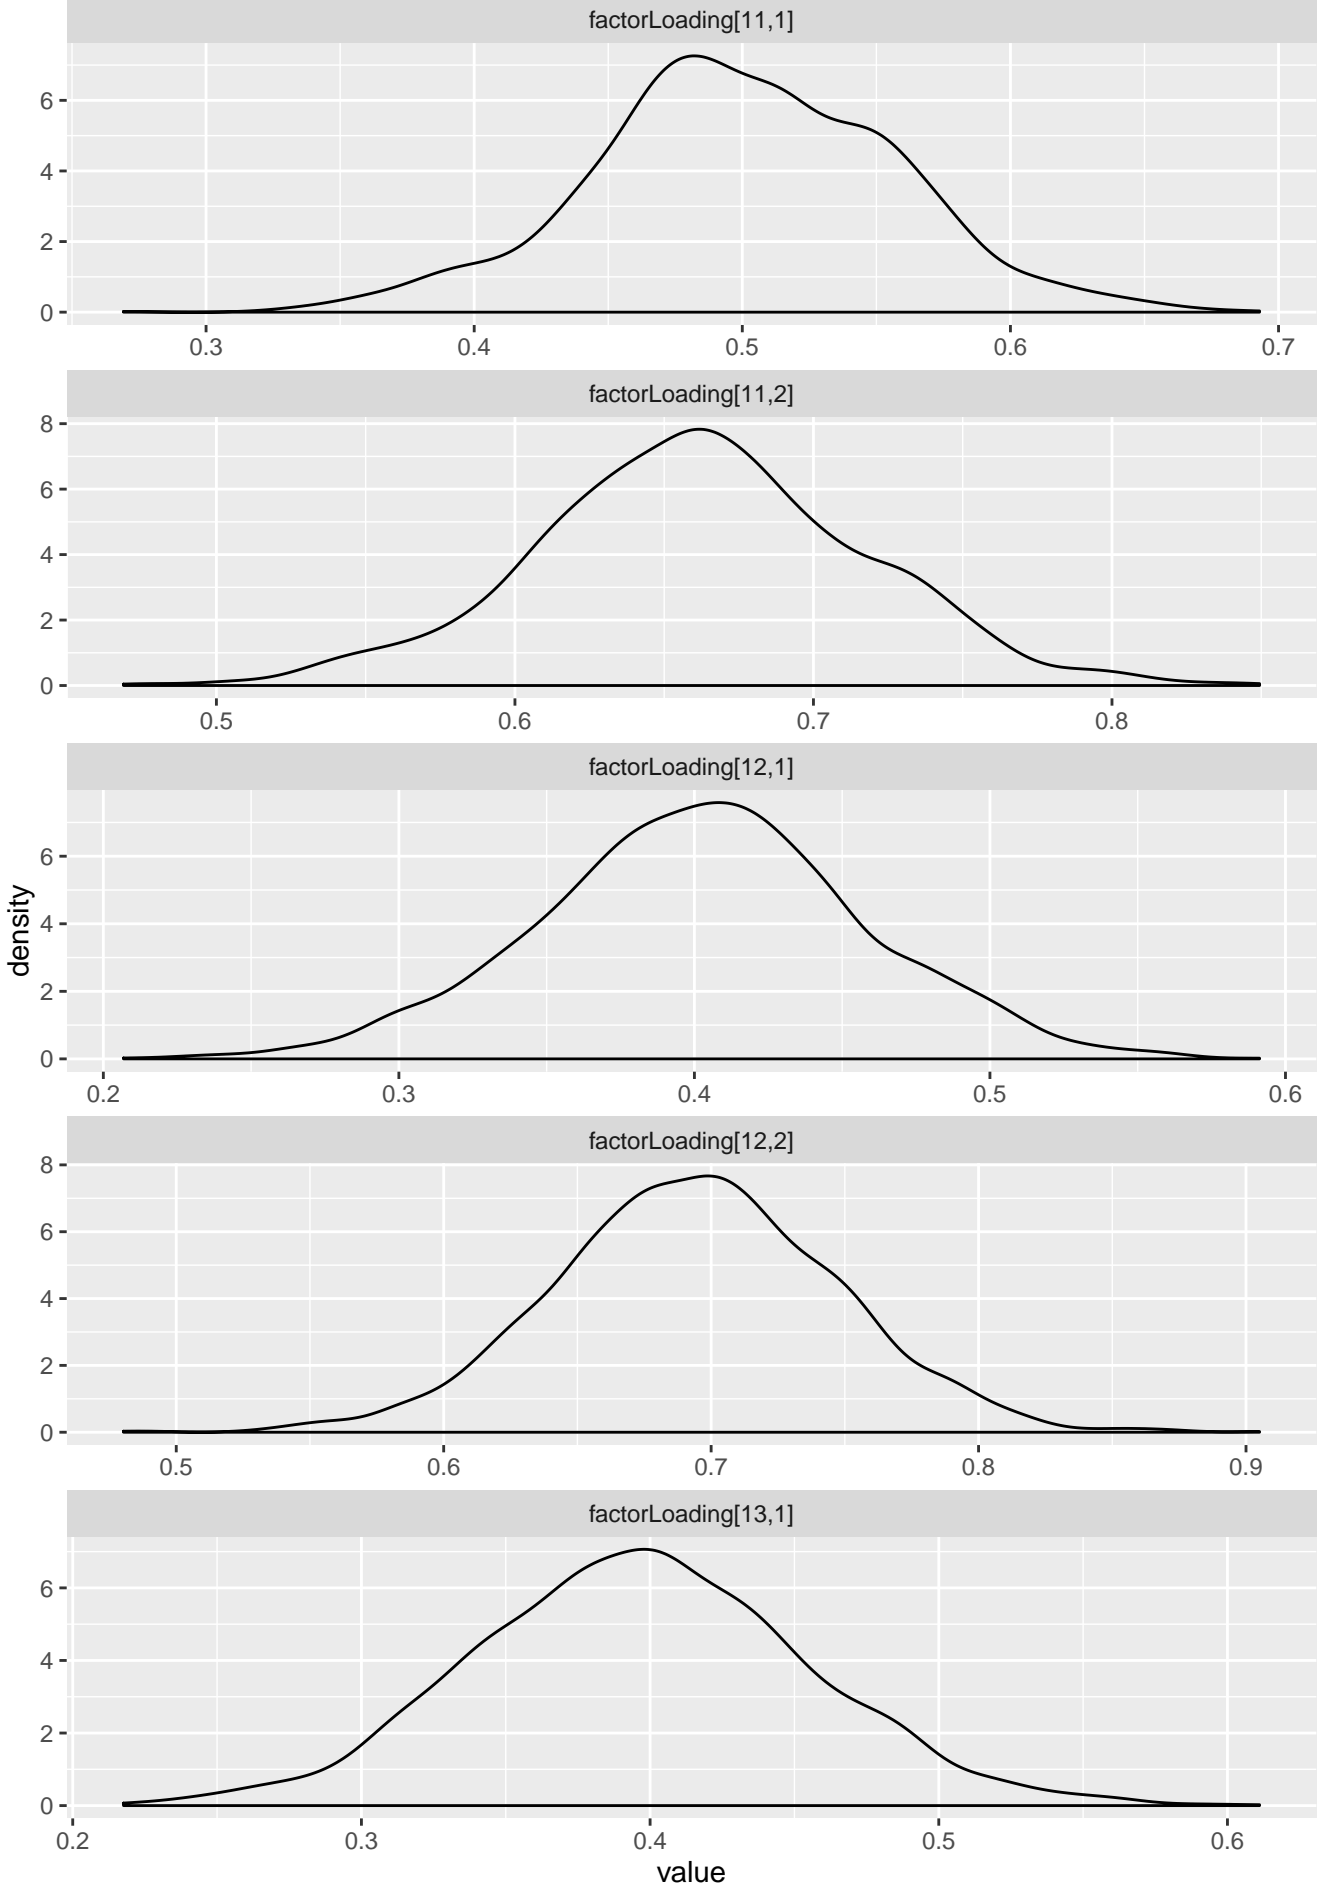 factorLoading[11,1]
6
4
2
0
0.3 0.4 0.5 0.6 0.7
factorLoading[11,2]
8
6
4
2
0
0.5 0.6 0.7 0.8
factorLoading[12,1]
6
4
2
0
0.2 0.3 0.4 0.5 0.6
density
factorLoading[12,2]
8
6
4
2
0
0.5 0.6 0.7 0.8 0.9
factorLoading[13,1]
6
4
2
0
0.2 0.3 0.4 0.5 0.6
value